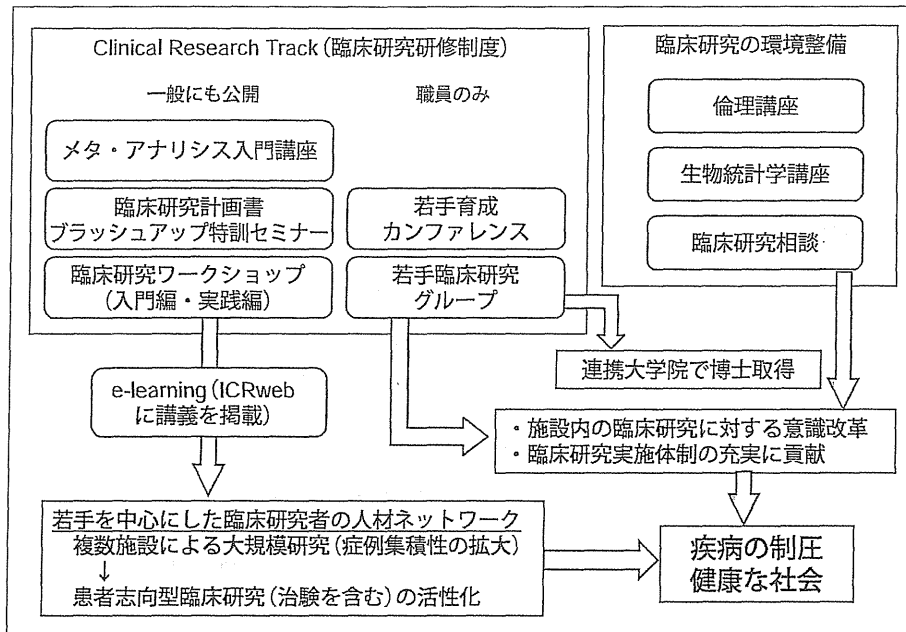 Clinical Research Track(臨床研究研修制度)
一般にも公開
職員のみ
メタ・アナリシス入門講座
臨床研究計画書
ブラッシュアップ特訓セミナー
臨床研究ワークショップ
(入門編・実践編)
若手育成
カンファレンス
若手臨床研究
グループ
臨床研究の環境整備
倫理講座
生物統計学講座
臨床研究相談
連携大学院で博士取得
e-learning(ICRweb
に講義を掲載)
・施設内の臨床研究に対する意識改革
・臨床研究実施体制の充実に貢献
若手を中心にした臨床研究者の人材ネットワーク
複数施設による大規模研究(症例集積性の拡大)
↓
患者志向型臨床研究(治験を含む)の活性化
疾病の制圧
健康な社会